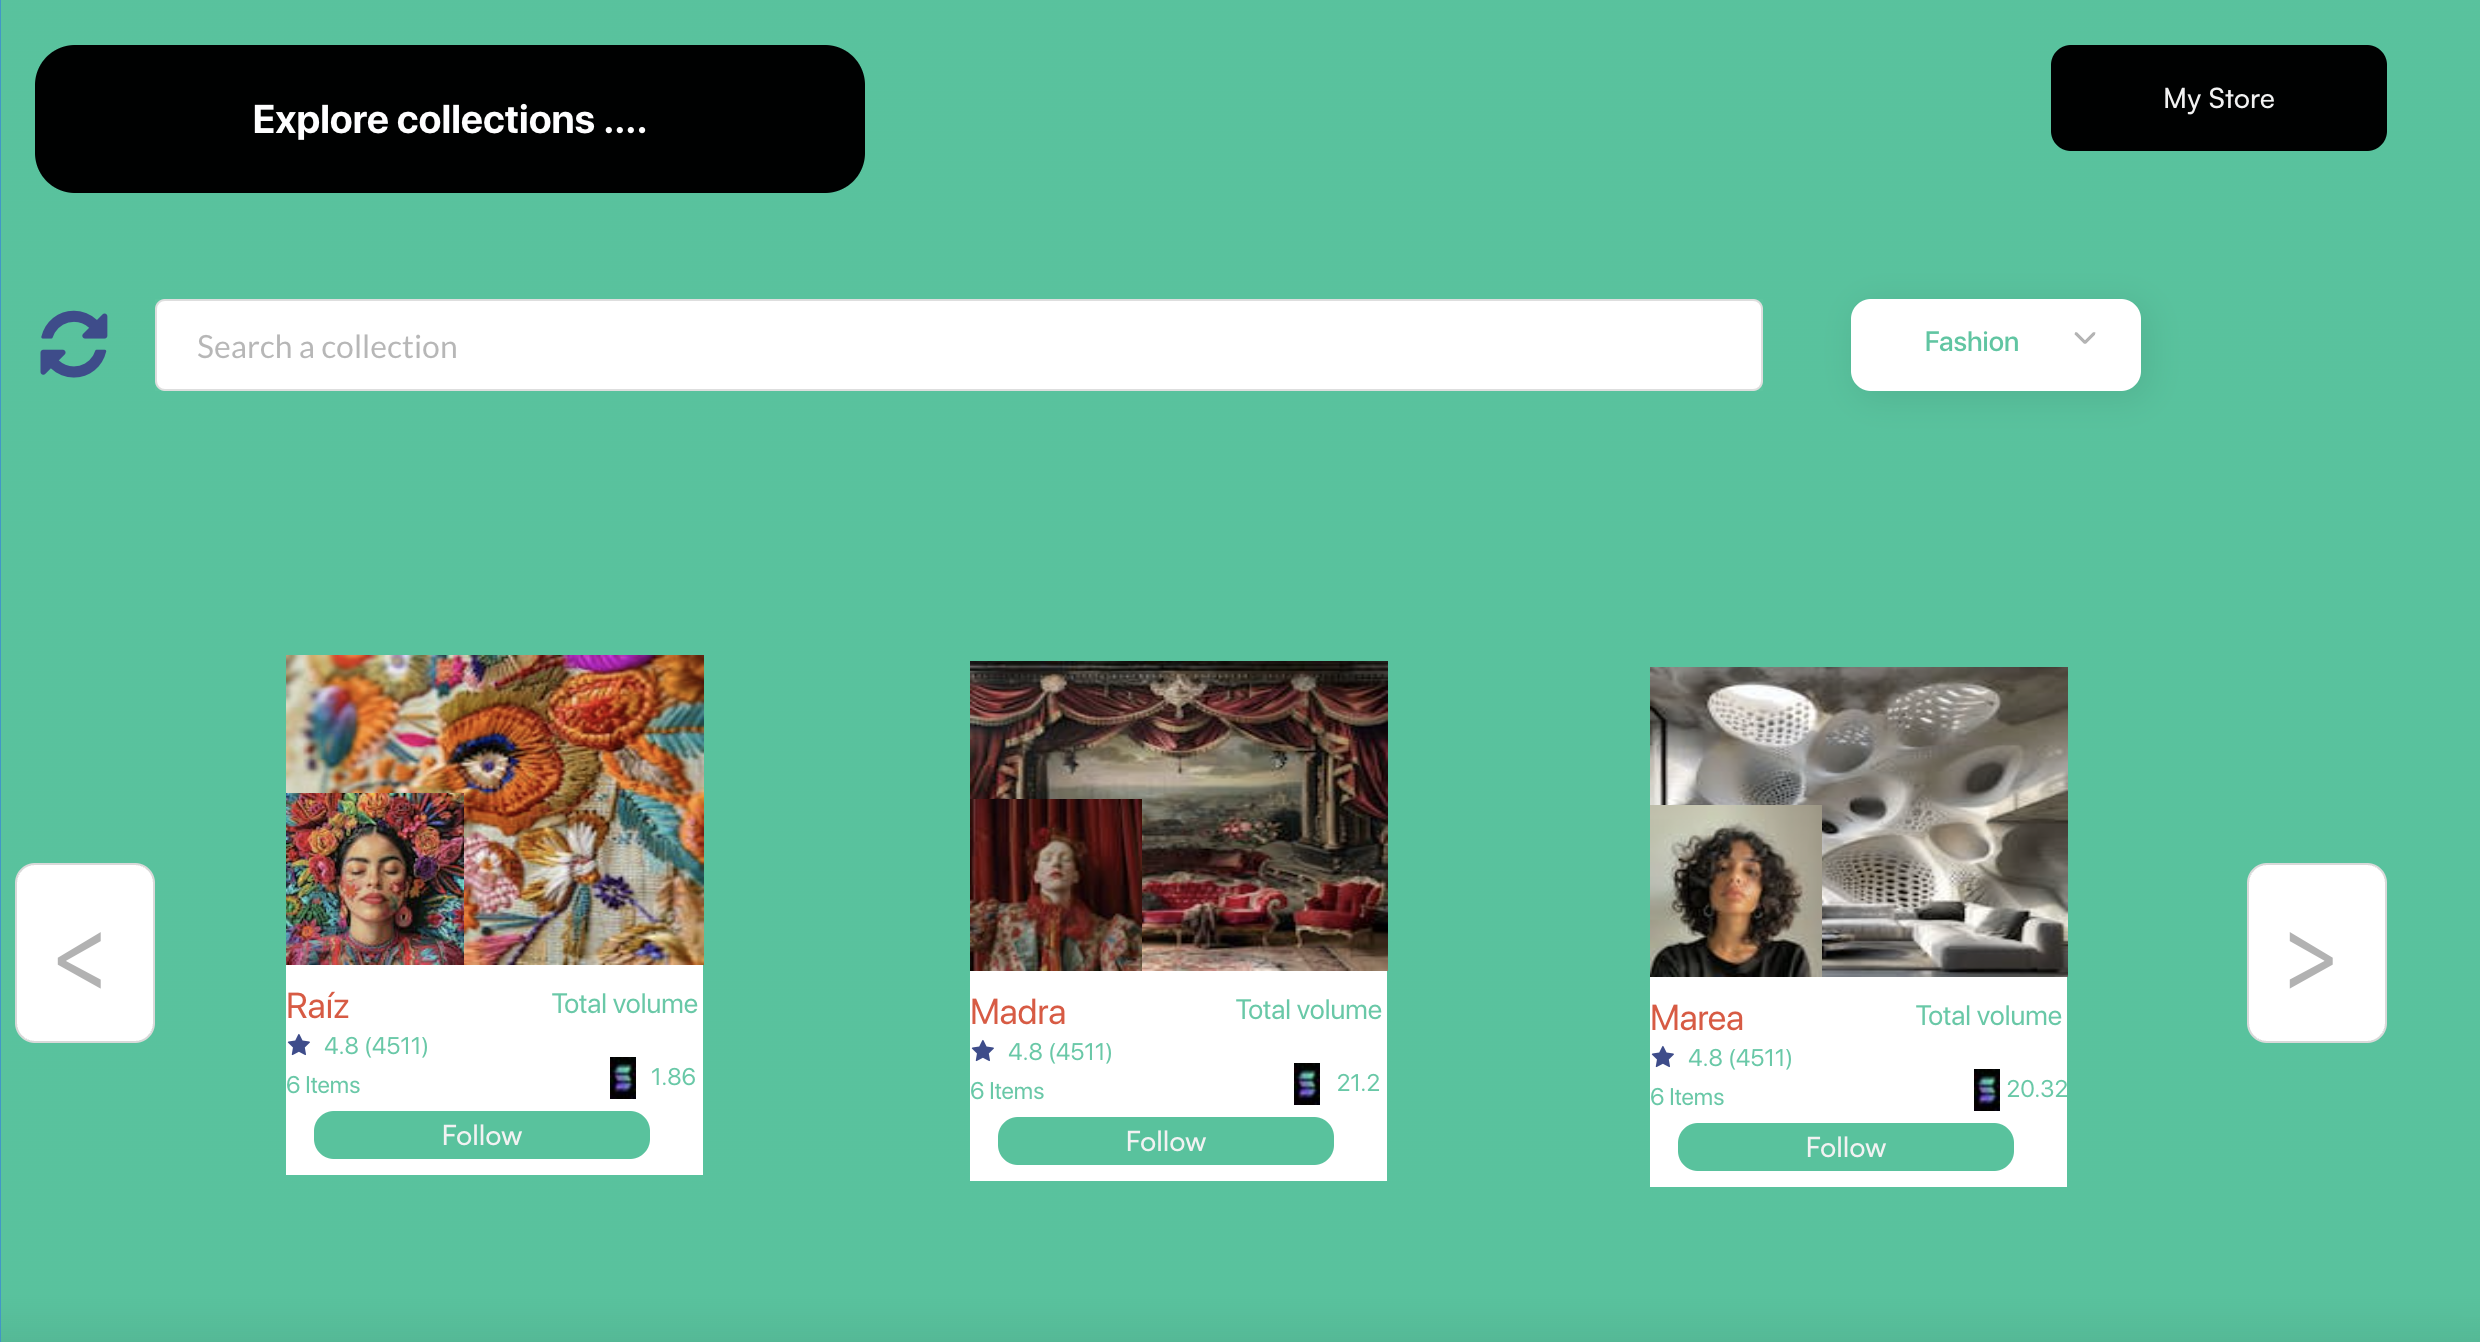 Explore collections ....
My Store
Search a collection
Fashion
<
>
Raíz
Total volume
4.8 (4511)
6 Items
1.86
Follow
Madra
Total volume
4.8 (4511)
6 Items
21.2
Follow
Marea
Total volume
4.8 (4511)
6 Items
20.32
Follow